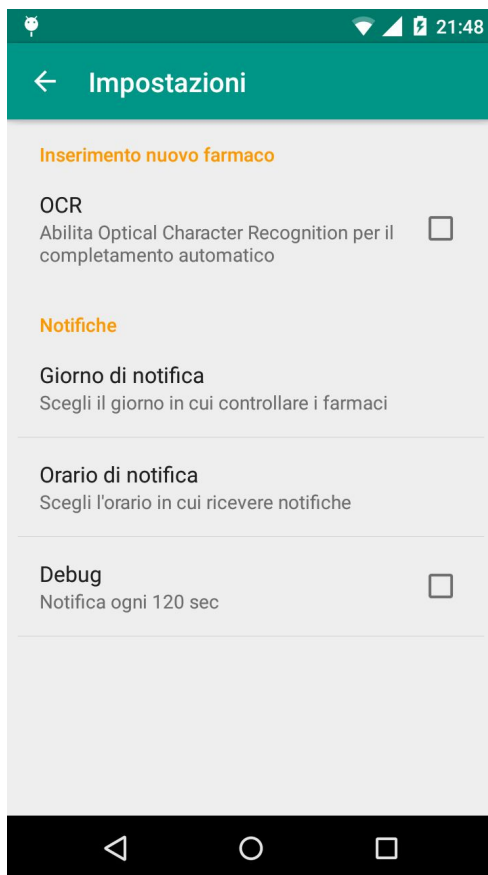 21:48
Impostazioni
Inserimento nuovo farmaco
OCR
Abilita Optical Character Recognition per il
completamento automatico
Notifiche
Giorno di notifica
Scegli il giorno in cui controllare i farmaci
Orario di notifica
Scegli l'orario in cui ricevere notifiche
Debug
Notifica ogni 120 sec